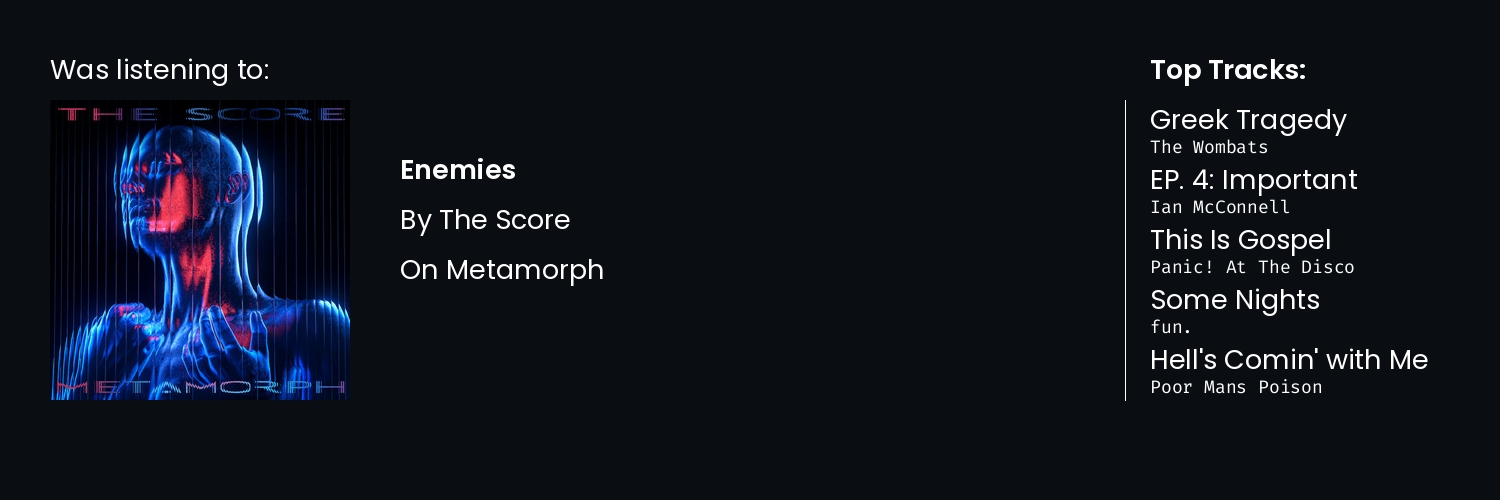 Was listening to:
THE SCORE
METAMORPH
Enemies
By The Score
On Metamorph
Top Tracks:
Greek Tragedy
The Wombats
EP. 4: Important
Ian McConnell
This Is Gospel
Panic! At The Disco
Some Nights
fun.
Hell's Comin' with Me
Poor Mans Poison